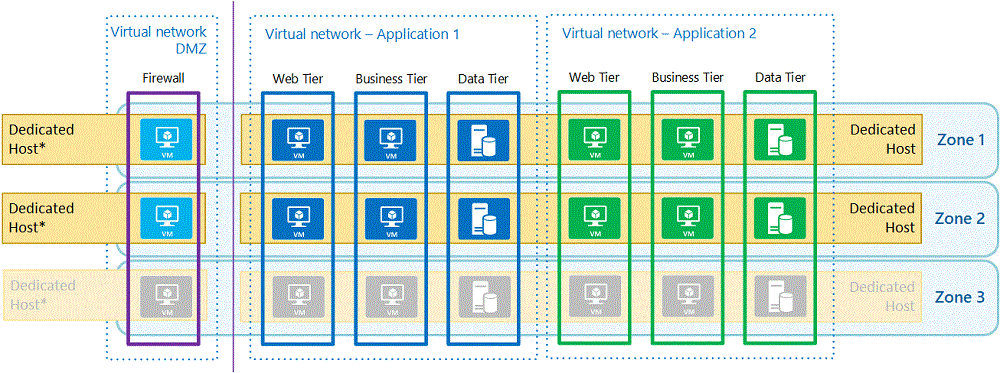 Virtual network
DMZ
Virtual network – Application 1
Virtual network – Application 2
Firewall
Web Tier
Business Tier
Data Tier
Web Tier
Business Tier
Data Tier
Dedicated
Host*
VM
VM
VM
VM
VM
Dedicated
Host
Zone 1
Dedicated
Host*
VM
VM
VM
VM
VM
Dedicated
Host
Zone 2
Dedicated
Host*
VM
VM
VM
VM
VM
Dedicated
Host
Zone 3